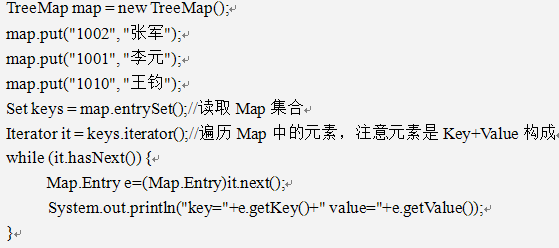 TreeMap map = new TreeMap();
map.put("1002", "张军");
map.put("1001", "李元");
map.put("1010", "王钧");
Set keys = map.entrySet();//读取 Map 集合
Iterator it = keys.iterator();//遍历 Map 中的元素，注意元素是 Key+Value 构成
while (it.hasNext()) {
Map.Entry e=(Map.Entry)it.next();
System.out.println("key="+e.getKey()+" value="+e.getValue());
}